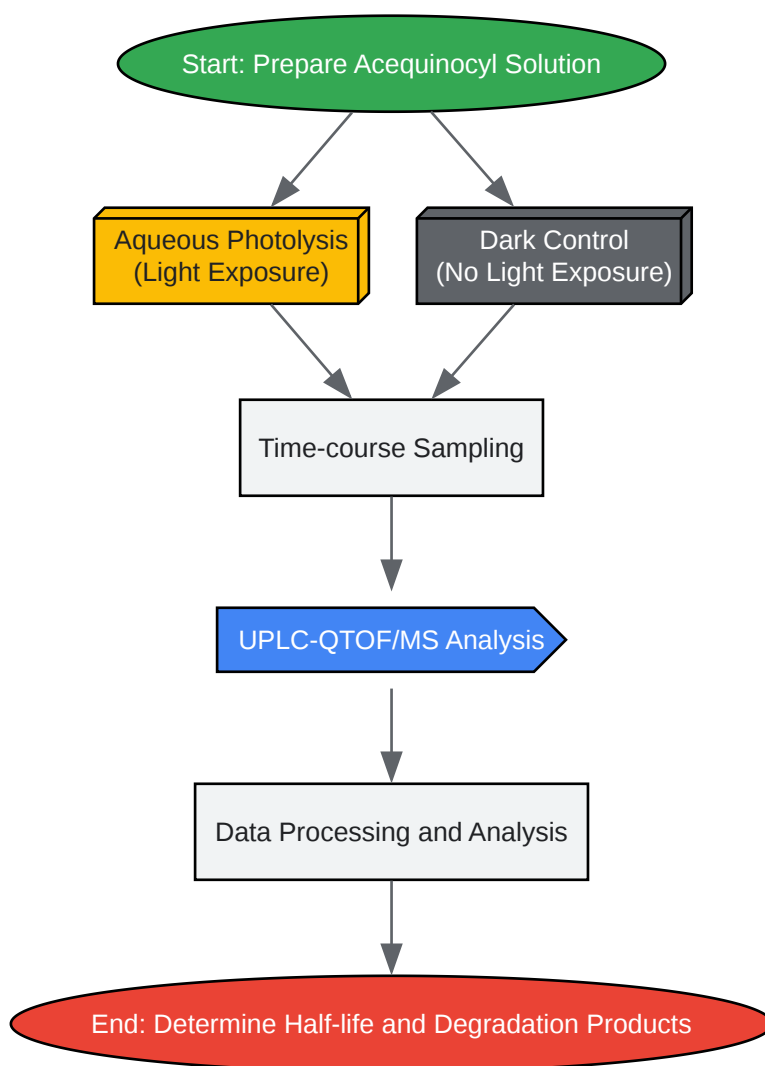 Start: Prepare Acequinocyl Solution
Aqueous Photolysis
(Light Exposure)
Dark Control
(No Light Exposure)
Time-course Sampling
UPLC-QTOF/MS Analysis
Data Processing and Analysis
End: Determine Half-life and Degradation Products